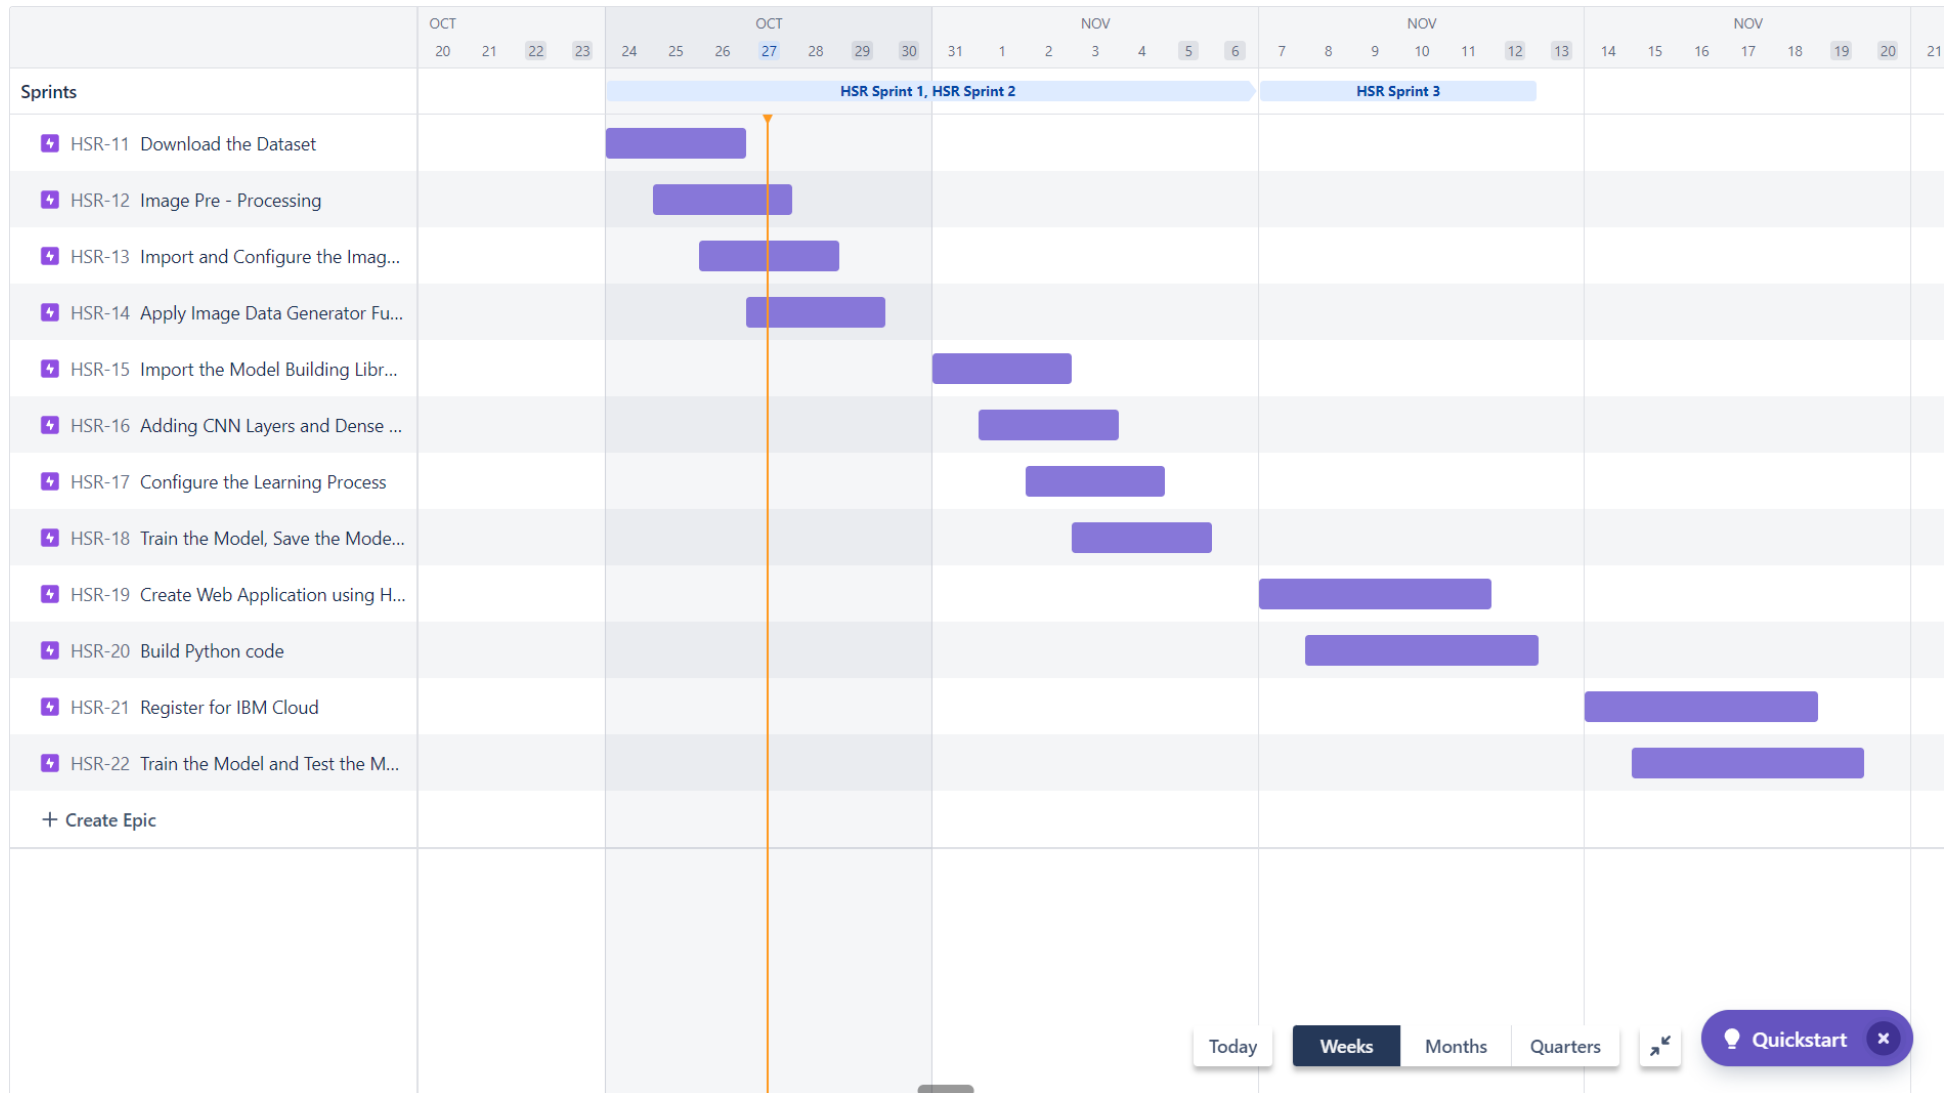 OCT OCT NOV NOV NOV
20 21 22 23 24 25 26 27 28 29 30 31 1 2 3 4 5 6 7 8 9 10 11 12 13 14 15 16 17 18 19 20 21
Sprints HSR Sprint 1, HSR Sprint 2 HSR Sprint 3
HSR-11 Download the Dataset
HSR-12 Image Pre - Processing
HSR-13 Import and Configure the Imag...
HSR-14 Apply Image Data Generator Fu...
HSR-15 Import the Model Building Libr...
HSR-16 Adding CNN Layers and Dense ...
HSR-17 Configure the Learning Process
HSR-18 Train the Model, Save the Mode...
HSR-19 Create Web Application using H...
HSR-20 Build Python code
HSR-21 Register for IBM Cloud
HSR-22 Train the Model and Test the M...
+ Create Epic
Today Weeks Months Quarters Quickstart